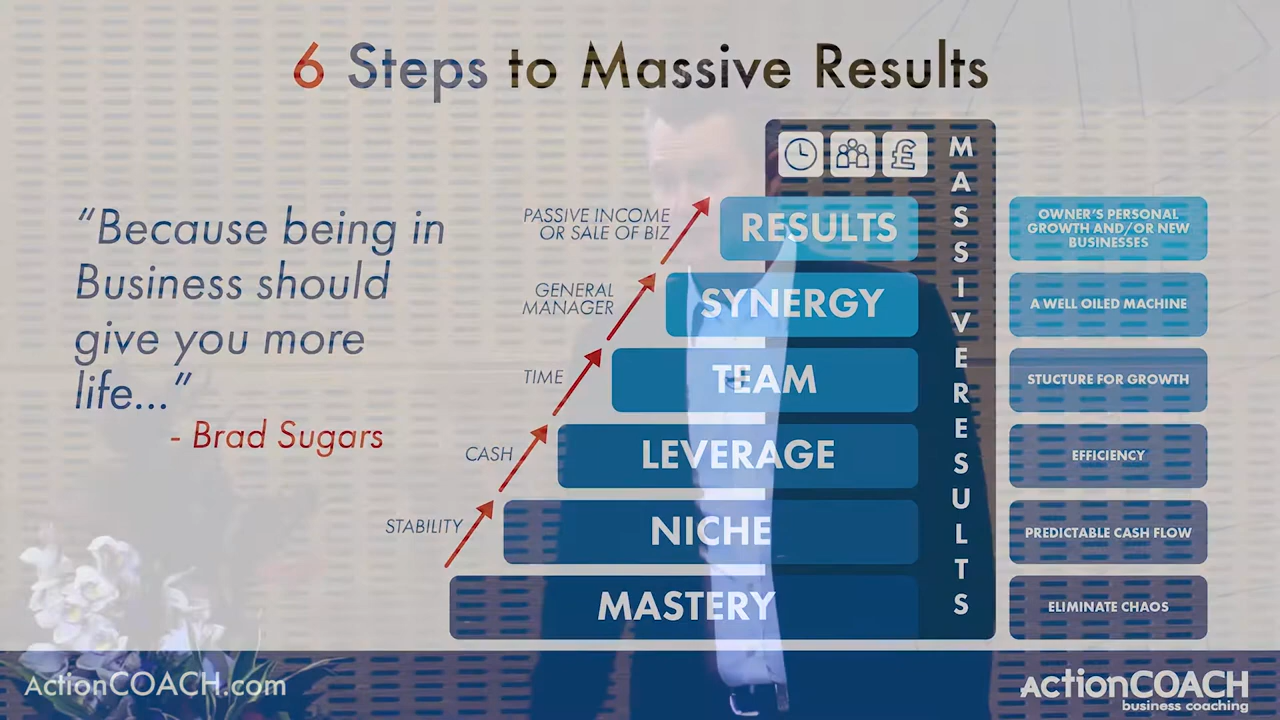 6 Steps to Massive Results
“Because being in
Business should
give you more
life...”
- Brad Sugars
PASSIVE INCOME
OR SALE OF BIZ
GENERAL
MANAGER
TIME
CASH
STABILITY
£
RESULTS
SYNERGY
TEAM
LEVERAGE
NICHE
MASTERY
MASSIVE RESULTS
OWNER’S PERSONAL
GROWTH AND/OR NEW
BUSINESSES
A WELL OILED MACHINE
STUCTURE FOR GROWTH
EFFICIENCY
PREDICTABLE CASH FLOW
ELIMINATE CHAOS
ActionCOACH.com
ActionCOACH
business coaching